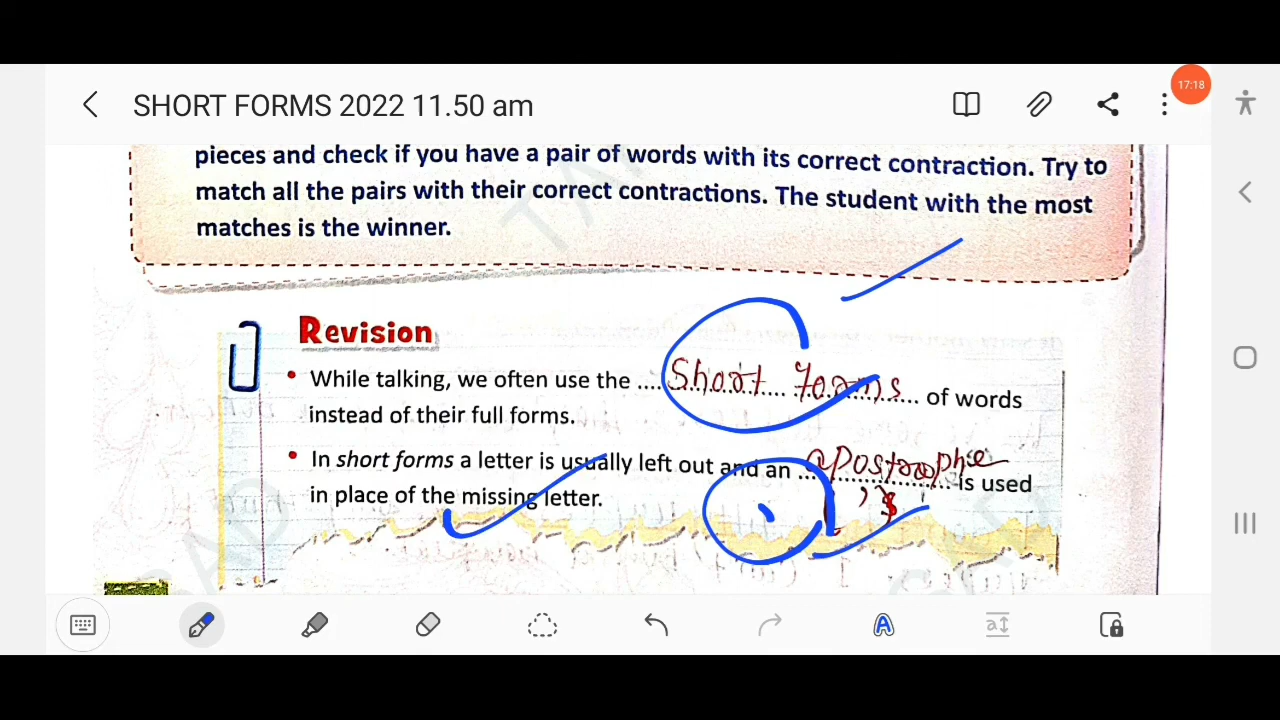 17:18
SHORT FORMS 2022 11.50 am
pieces and check if you have a pair of words with its correct contraction. Try to
match all the pairs with their correct contractions. The student with the most
matches is the winner.
Revision
• While talking, we often use the .... Short forms .... of words
instead of their full forms.
• In short forms a letter is usually left out and an ... apostrophie ... is used
in place of the missing letter.